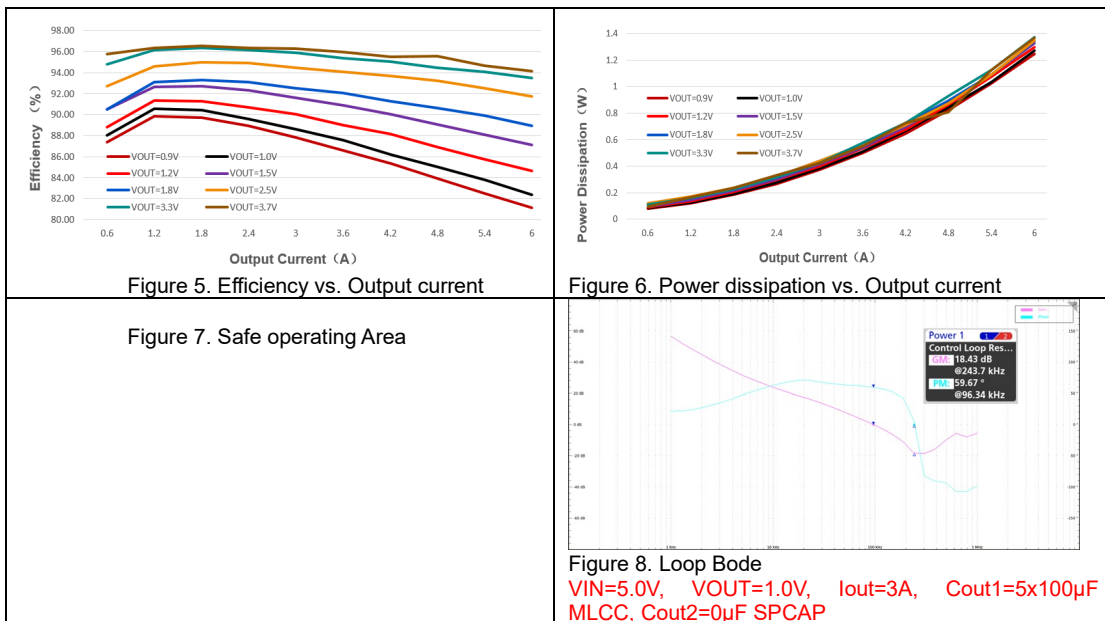 98.00
96.00
94.00
92.00
90.00
88.00
86.00
84.00
82.00
80.00
Efficiency （%）
VOUT=0.9V VOUT=1.0V
VOUT=1.2V VOUT=1.5V
VOUT=1.8V VOUT=2.5V
VOUT=3.3V VOUT=3.7V
0.6 1.2 1.8 2.4 3 3.6 4.2 4.8 5.4 6
Output Current（A）
Figure 5. Efficiency vs. Output current
1.4
1.2
1
0.8
0.6
0.4
0.2
0
Power Dissipation（W）
VOUT=0.9V VOUT=1.0V
VOUT=1.2V VOUT=1.5V
VOUT=1.8V VOUT=2.5V
VOUT=3.3V VOUT=3.7V
0.6 1.2 1.8 2.4 3 3.6 4.2 4.8 5.4 6
Output Current（A）
Figure 6. Power dissipation vs. Output current
Figure 7. Safe operating Area
Power 1 1 2
Control Loop Res...
GM: 18.43 dB
@243.7 kHz
PM: 59.67 °
@96.34 kHz
Figure 8. Loop Bode
VIN=5.0V, VOUT=1.0V, Iout=3A, Cout1=5x100µF
MLCC, Cout2=0µF SPCAP